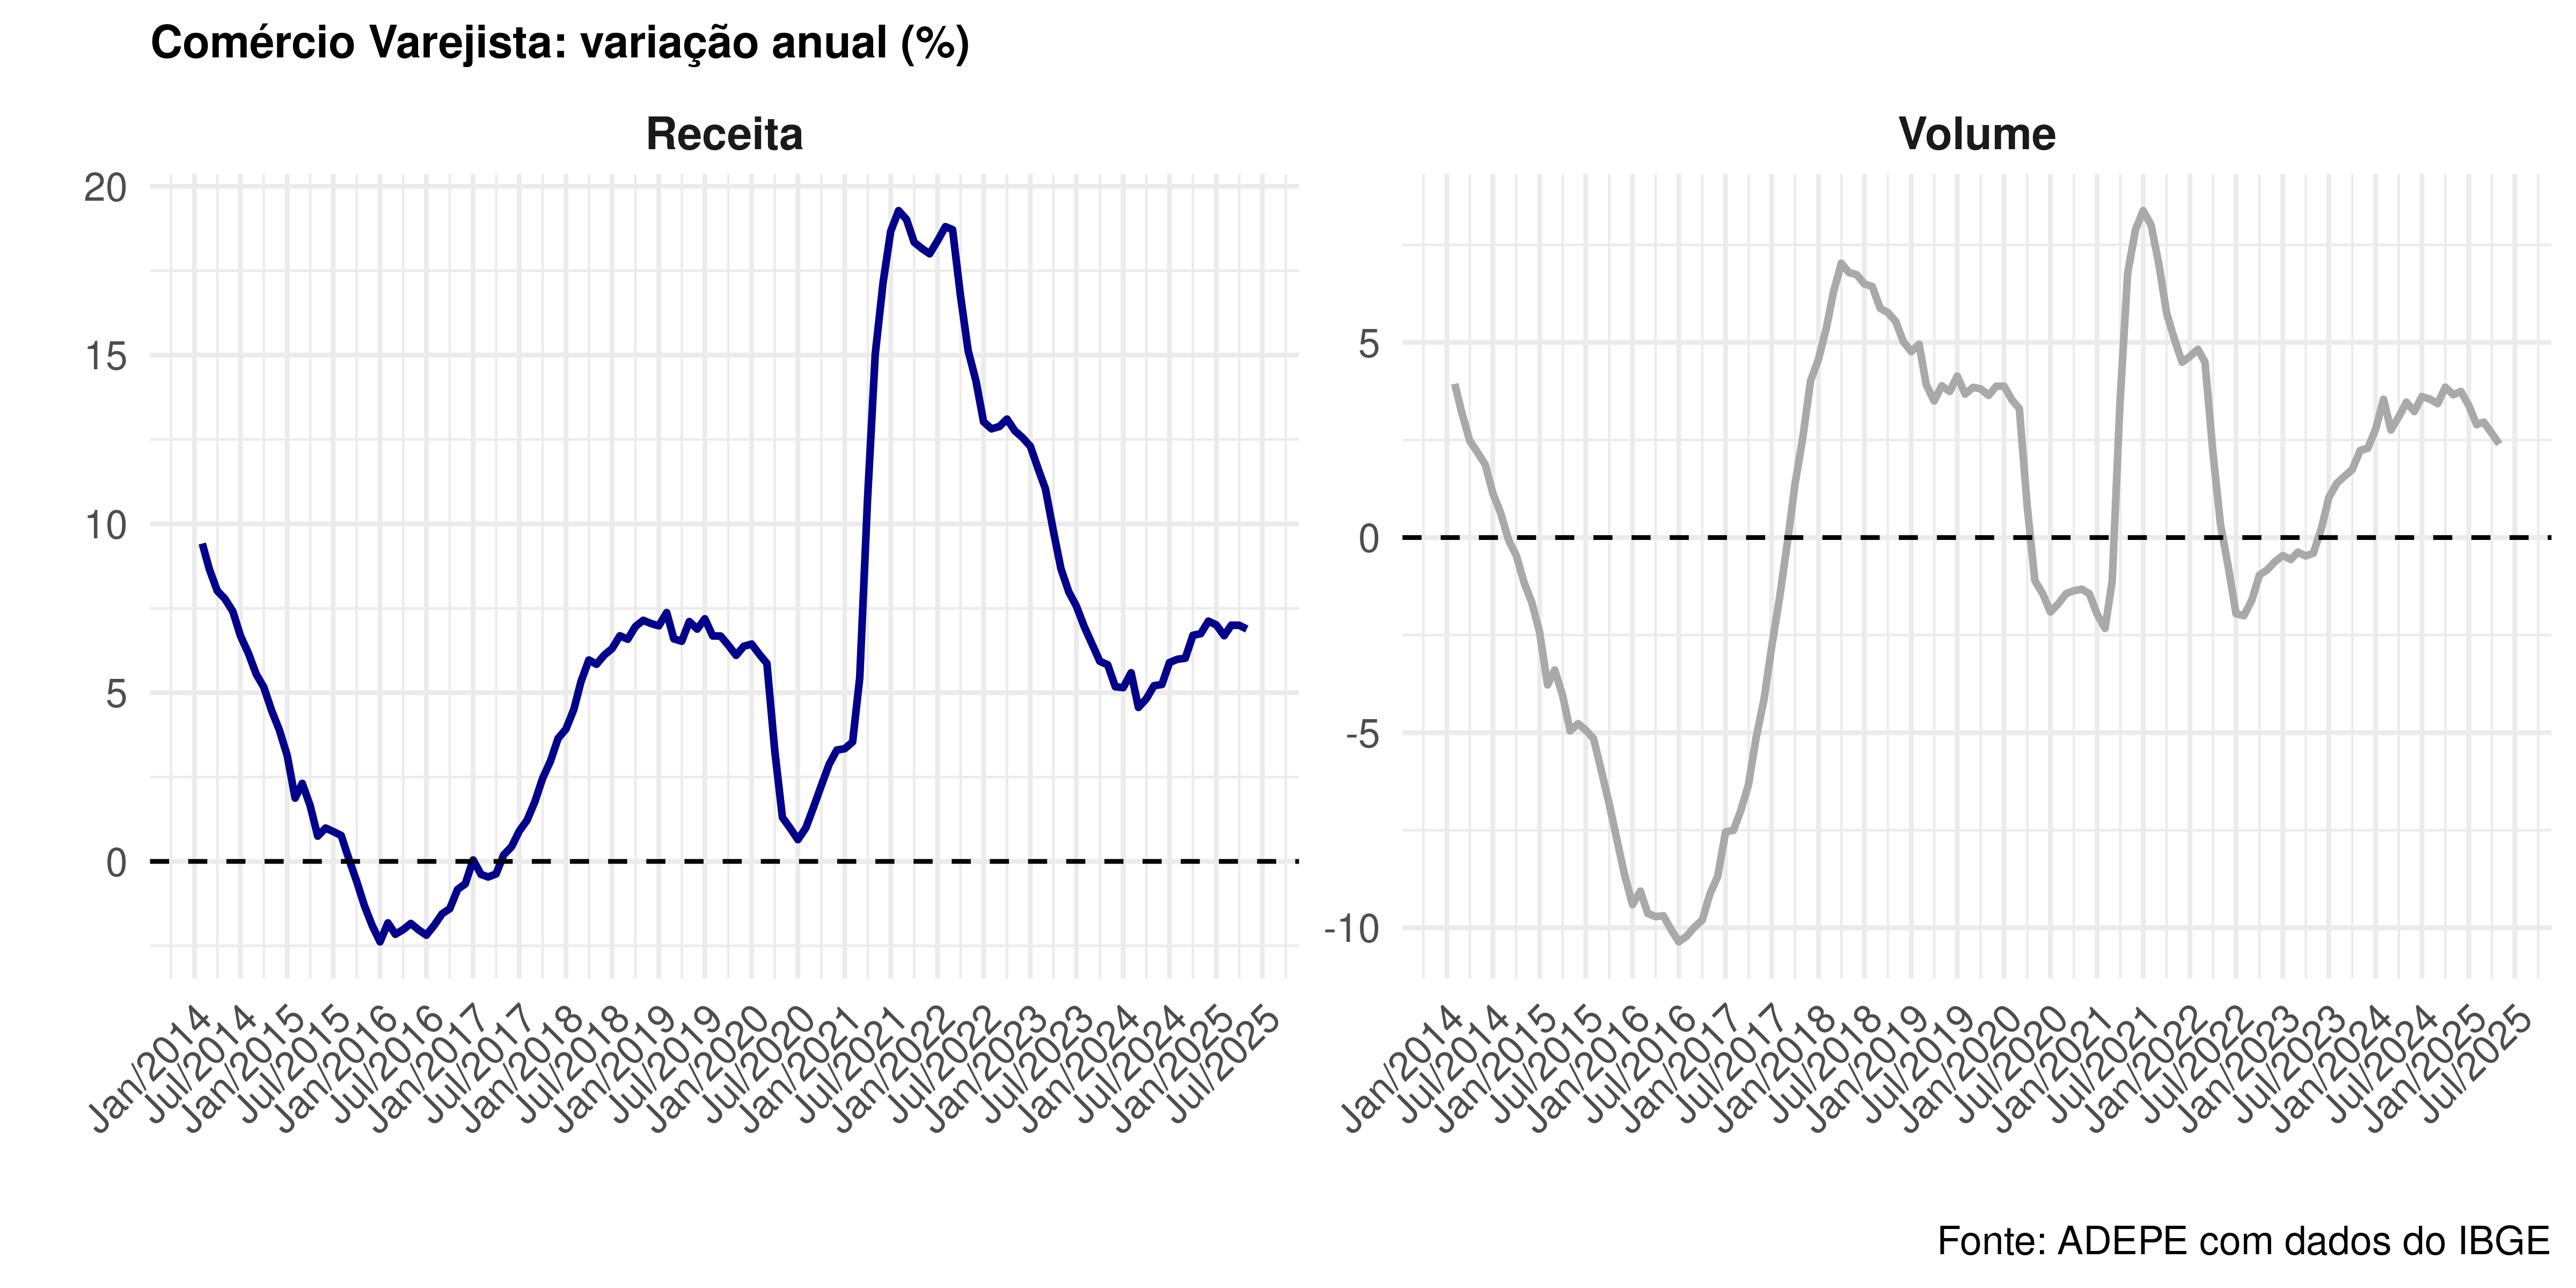 Comércio Varejista: variação anual (%)
Receita
20
15
10
5
0
Jan/2014
Jul/2014
Jan/2015
Jul/2015
Jan/2016
Jul/2016
Jan/2017
Jul/2017
Jan/2018
Jul/2018
Jan/2019
Jul/2019
Jan/2020
Jul/2020
Jan/2021
Jul/2021
Jan/2022
Jul/2022
Jan/2023
Jul/2023
Jan/2024
Jul/2024
Jan/2025
Jul/2025
Volume
5
0
-5
-10
Jan/2014
Jul/2014
Jan/2015
Jul/2015
Jan/2016
Jul/2016
Jan/2017
Jul/2017
Jan/2018
Jul/2018
Jan/2019
Jul/2019
Jan/2020
Jul/2020
Jan/2021
Jul/2021
Jan/2022
Jul/2022
Jan/2023
Jul/2023
Jan/2024
Jul/2024
Jan/2025
Jul/2025
Fonte: ADEPE com dados do IBGE